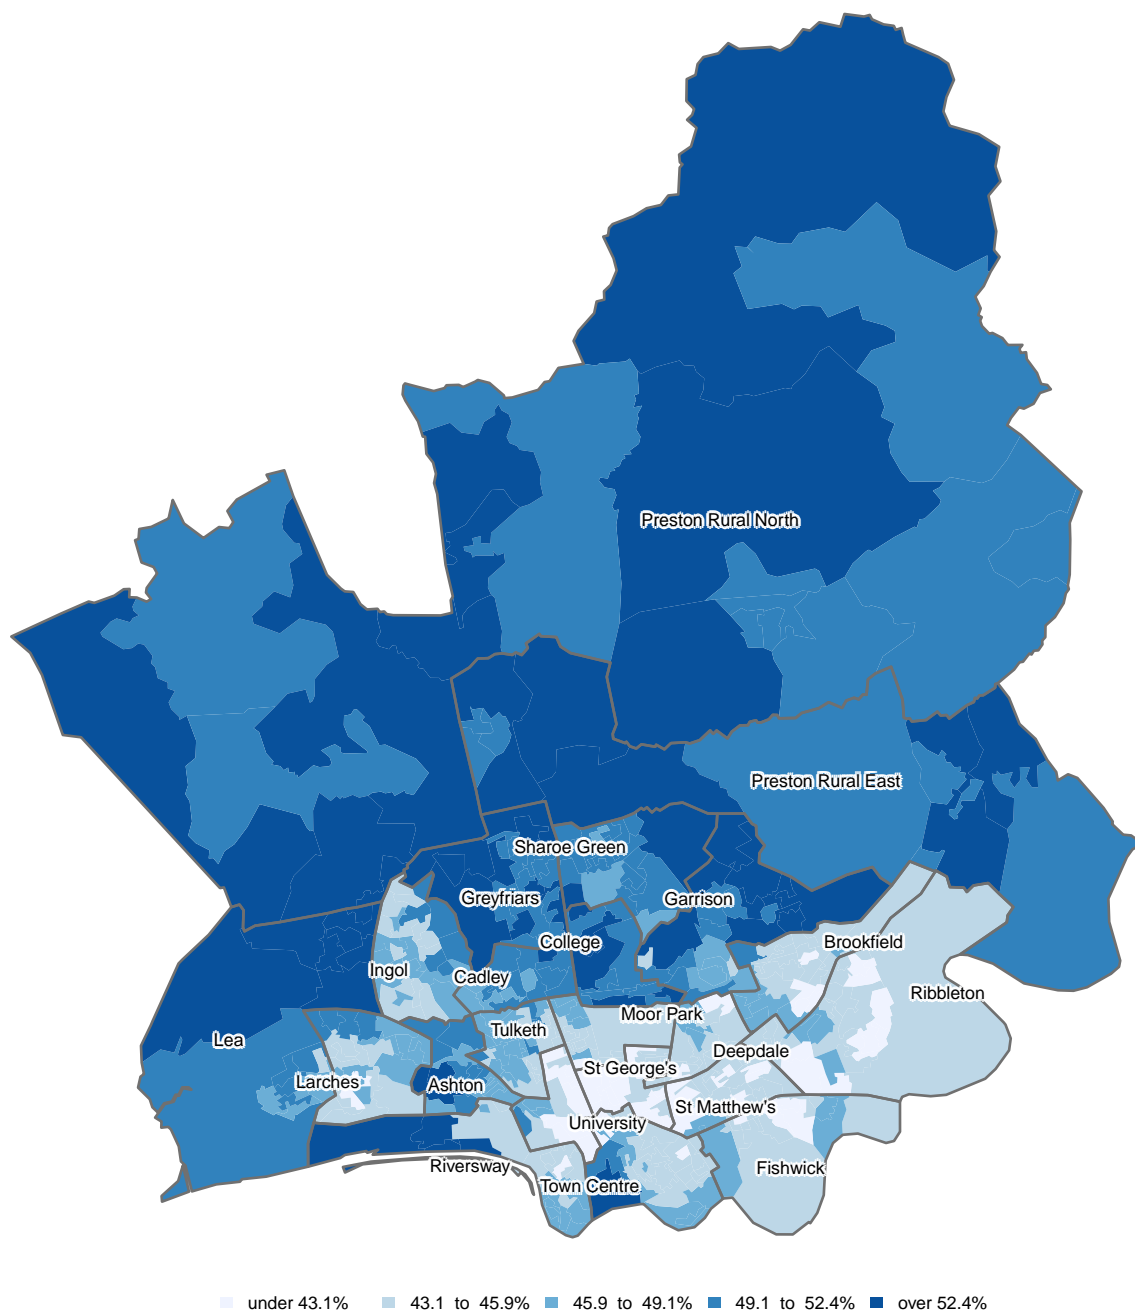 Preston Rural North
Preston Rural East
Sharoe Green
Greyfriars
Garrison
College
Brookfield
Ingol
Cadley
Ribbleton
Moor Park
Tulketh
Lea
Deepdale
St George's
Larches
Ashton
St Matthew's
University
Riversway
Fishwick
Town Centre
under 43.1% 43.1 to 45.9% 45.9 to 49.1% 49.1 to 52.4% over 52.4%